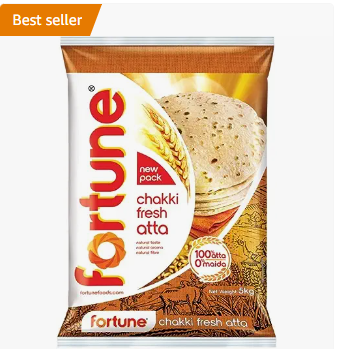 Best seller
fortune®
new
pack
chakki
fresh
atta
natural taste
natural aroma
natural fibre
100% atta
0% maida
fortunefoods.com
Net Weight 5kg
fortune®
chakki fresh atta